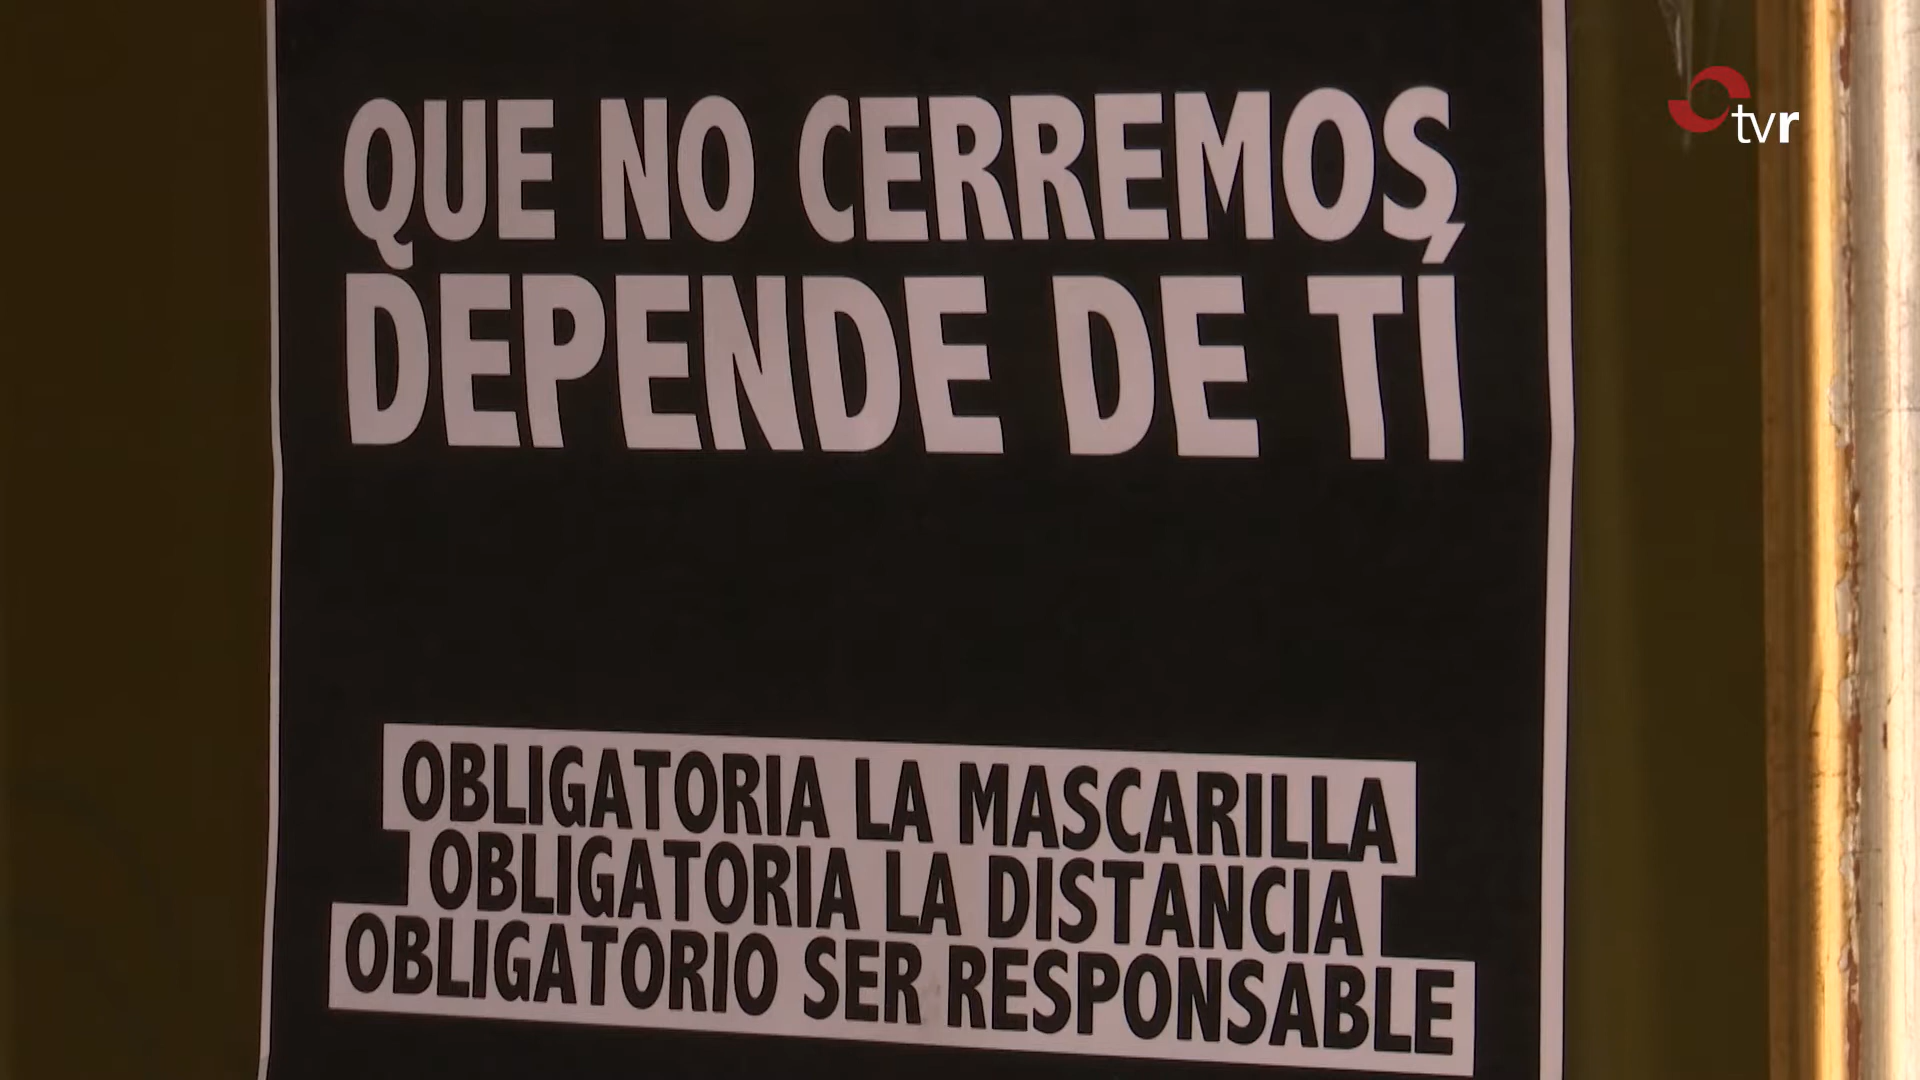 tvr
QUE NO CERREMOS
DEPENDE DE TÍ
OBLIGATORIA LA MASCARILLA
OBLIGATORIA LA DISTANCIA
OBLIGATORIO SER RESPONSABLE